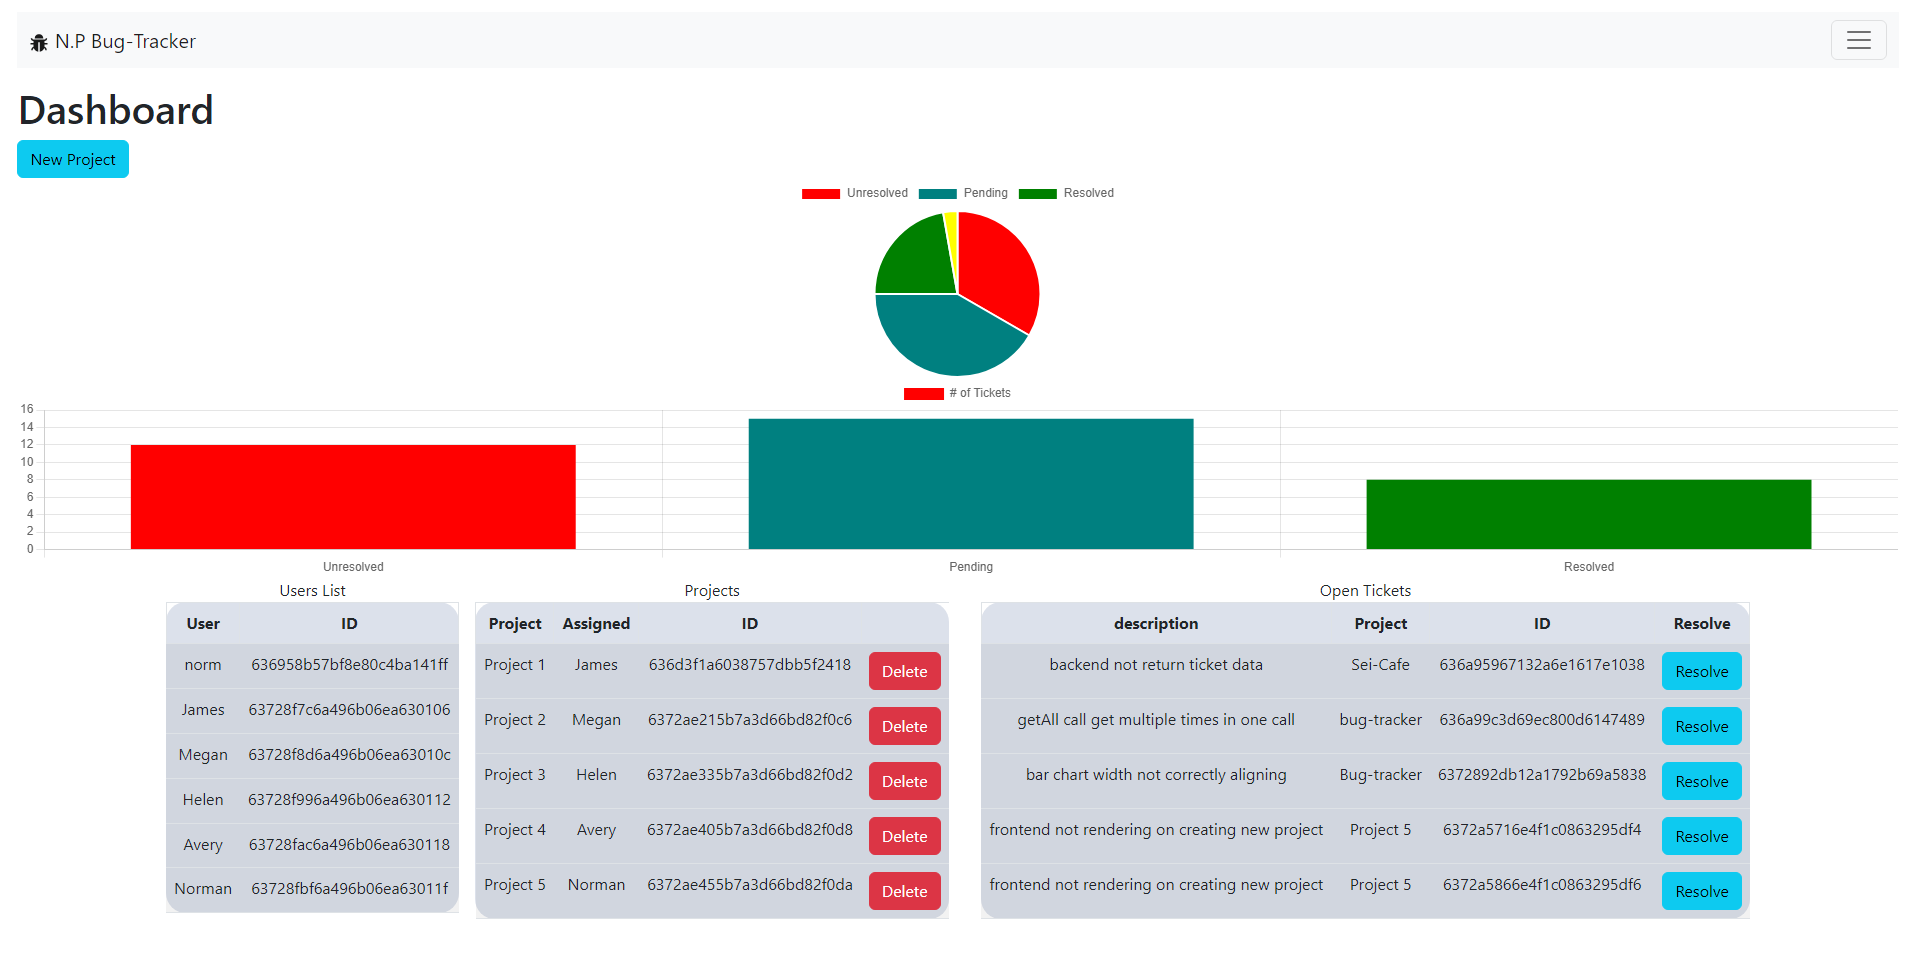 N.P Bug-Tracker
Dashboard
New Project
Unresolved Pending Resolved
# of Tickets
16
14
12
10
8
6
4
2
0
Unresolved Pending Resolved
Users List
User ID
norm 636958b57bf8e80c4ba141ff
James 63728f7c6a496b06ea630106
Megan 63728f8d6a496b06ea63010c
Helen 63728f996a496b06ea630112
Avery 63728fac6a496b06ea630118
Norman 63728fbf6a496b06ea63011f
Projects
Project Assigned ID
Project 1 James 636d3f1a6038757dbb5f2418 Delete
Project 2 Megan 6372ae215b7a3d66bd82f0c6 Delete
Project 3 Helen 6372ae335b7a3d66bd82f0d2 Delete
Project 4 Avery 6372ae405b7a3d66bd82f0d8 Delete
Project 5 Norman 6372ae455b7a3d66bd82f0da Delete
Open Tickets
description Project ID Resolve
backend not return ticket data Sei-Cafe 636a95967132a6e1617e1038 Resolve
getAll call get multiple times in one call bug-tracker 636a99c3d69ec800d6147489 Resolve
bar chart width not correctly aligning Bug-tracker 6372892db12a1792b69a5838 Resolve
frontend not rendering on creating new project Project 5 6372a5716e4f1c0863295df4 Resolve
frontend not rendering on creating new project Project 5 6372a5866e4f1c0863295df6 Resolve